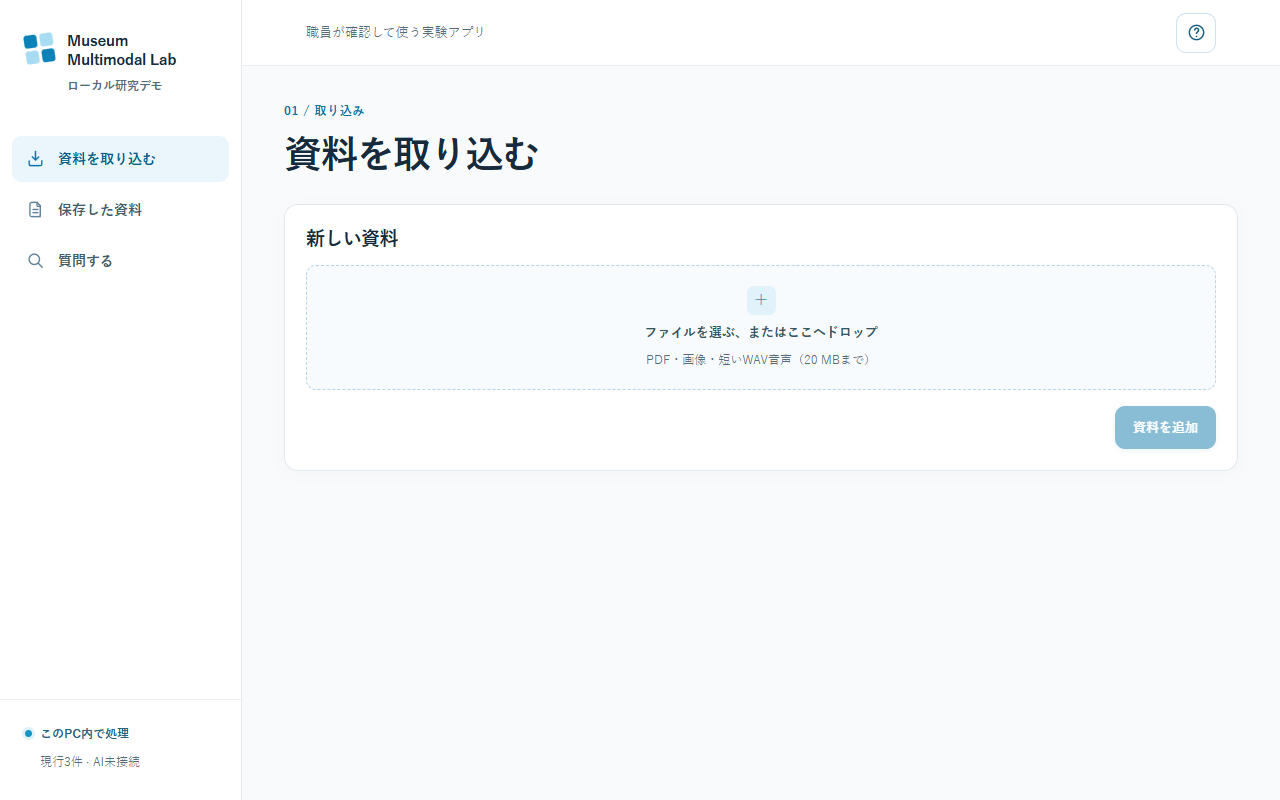 Museum
Multimodal Lab
ローカル研究デモ
資料を取り込む
保存した資料
質問する
このPC内で処理
現行3件 · AI未接続
職員が確認して使う実験アプリ
01 / 取り込み
資料を取り込む
新しい資料
ファイルを選ぶ、またはここへドロップ
PDF・画像・短いWAV音声（20 MBまで）
資料を追加